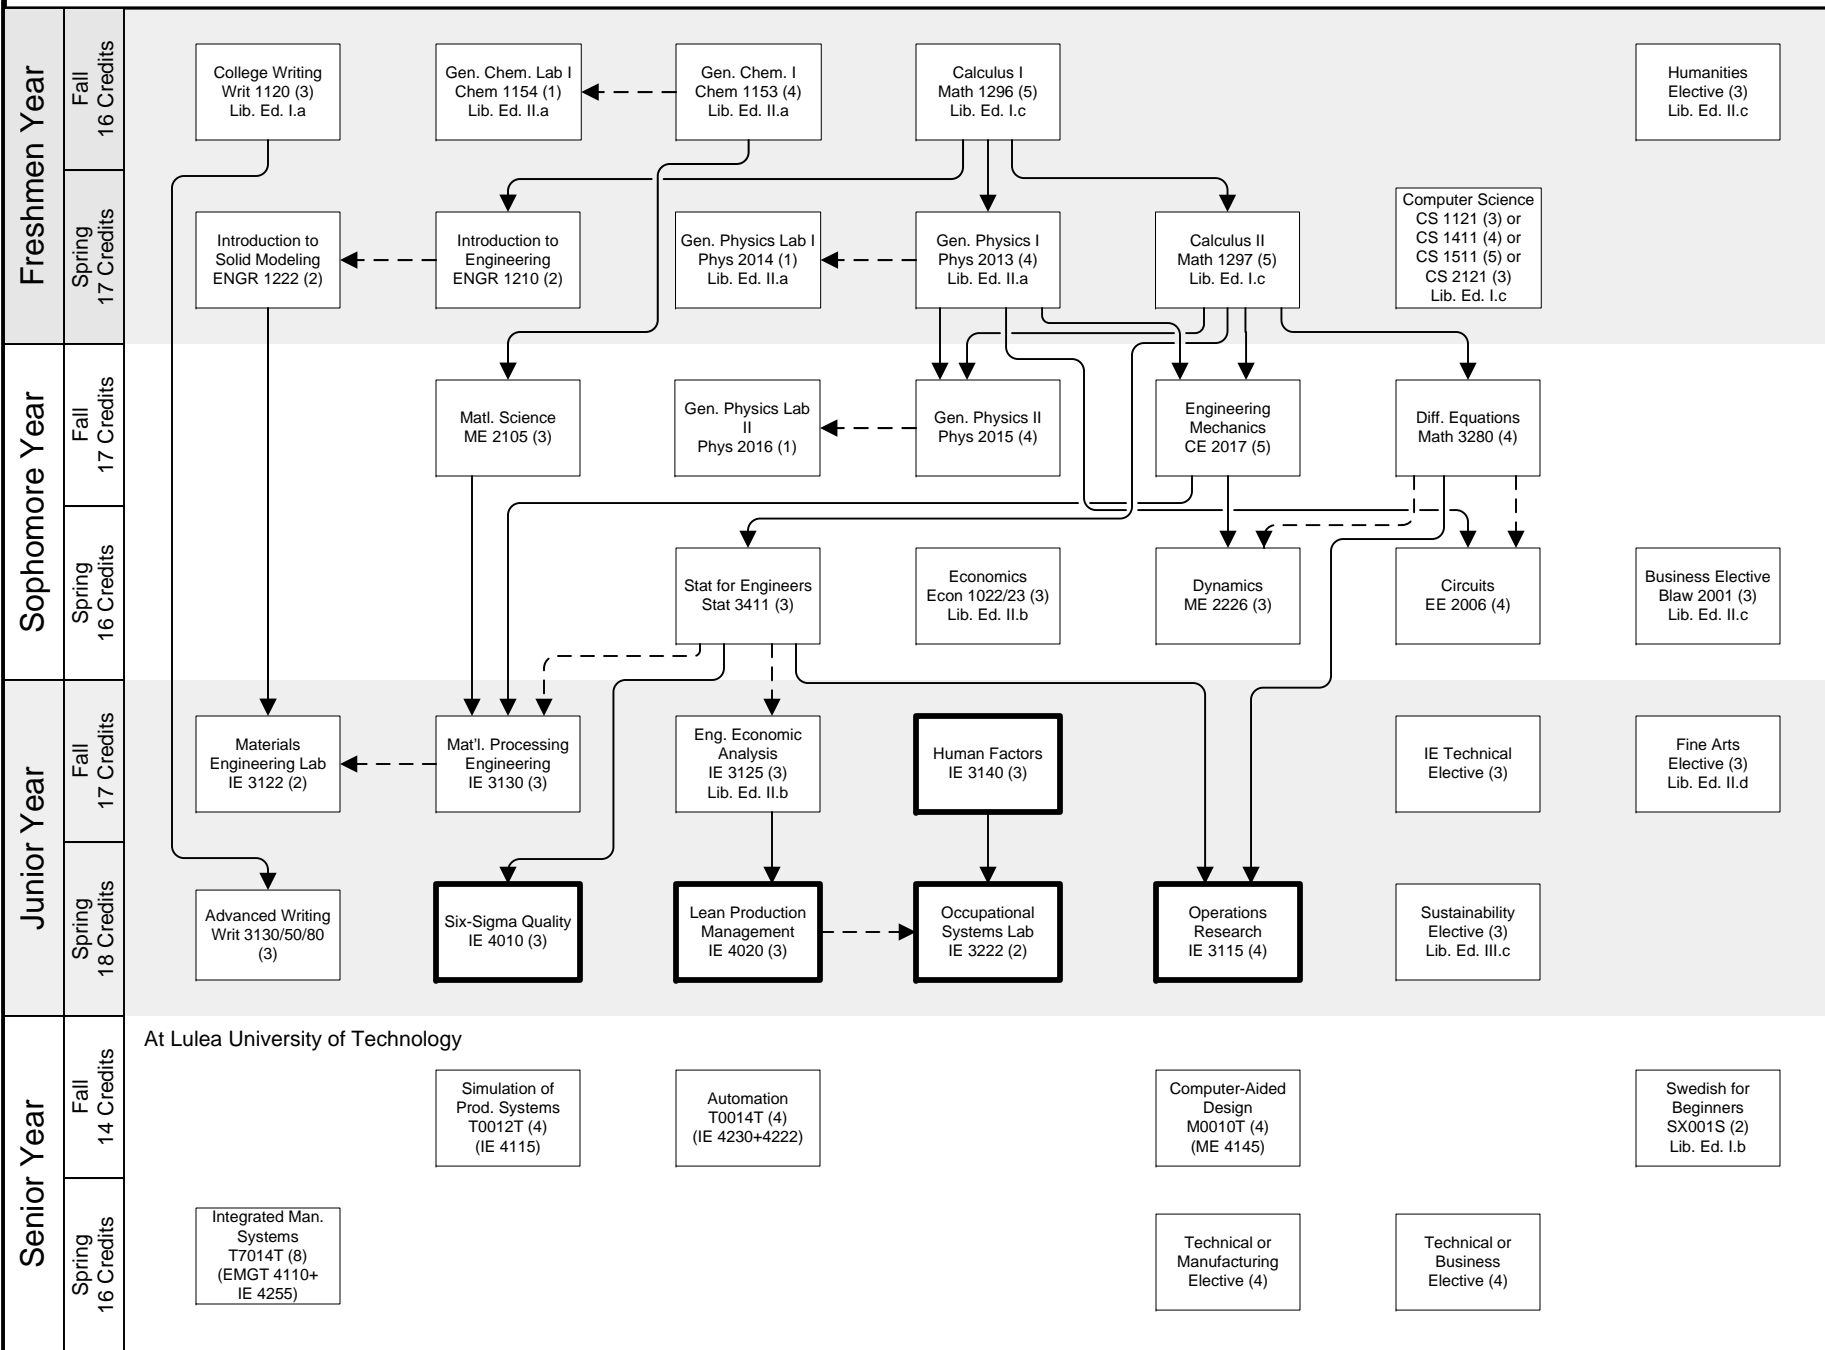 Freshmen Year
Fall
16 Credits
College Writing
Writ 1120 (3)
Lib. Ed. I.a
Gen. Chem. Lab I
Chem 1154 (1)
Lib. Ed. II.a
Gen. Chem. I
Chem 1153 (4)
Lib. Ed. II.a
Calculus I
Math 1296 (5)
Lib. Ed. I.c
Humanities
Elective (3)
Lib. Ed. II.c
Spring
17 Credits
Introduction to
Solid Modeling
ENGR 1222 (2)
Introduction to
Engineering
ENGR 1210 (2)
Gen. Physics Lab I
Phys 2014 (1)
Lib. Ed. II.a
Gen. Physics I
Phys 2013 (4)
Lib. Ed. II.a
Calculus II
Math 1297 (5)
Lib. Ed. I.c
Computer Science
CS 1121 (3) or
CS 1411 (4) or
CS 1511 (5) or
CS 2121 (3)
Lib. Ed. I.c
Sophomore Year
Fall
17 Credits
Matl. Science
ME 2105 (3)
Gen. Physics Lab
II
Phys 2016 (1)
Gen. Physics II
Phys 2015 (4)
Engineering
Mechanics
CE 2017 (5)
Diff. Equations
Math 3280 (4)
Spring
16 Credits
Stat for Engineers
Stat 3411 (3)
Economics
Econ 1022/23 (3)
Lib. Ed. II.b
Dynamics
ME 2226 (3)
Circuits
EE 2006 (4)
Business Elective
Blaw 2001 (3)
Lib. Ed. II.c
Junior Year
Fall
17 Credits
Materials
Engineering Lab
IE 3122 (2)
Mat'l. Processing
Engineering
IE 3130 (3)
Eng. Economic
Analysis
IE 3125 (3)
Lib. Ed. II.b
Human Factors
IE 3140 (3)
IE Technical
Elective (3)
Fine Arts
Elective (3)
Lib. Ed. II.d
Spring
18 Credits
Advanced Writing
Writ 3130/50/80
(3)
Six-Sigma Quality
IE 4010 (3)
Lean Production
Management
IE 4020 (3)
Occupational
Systems Lab
IE 3222 (2)
Operations
Research
IE 3115 (4)
Sustainability
Elective (3)
Lib. Ed. III.c
Senior Year
Fall
14 Credits
At Lulea University of Technology
Simulation of
Prod. Systems
T0012T (4)
(IE 4115)
Automation
T0014T (4)
(IE 4230+4222)
Computer-Aided
Design
M0010T (4)
(ME 4145)
Swedish for
Beginners
SX001S (2)
Lib. Ed. I.b
Spring
16 Credits
Integrated Man.
Systems
T7014T (8)
(EMGT 4110+
IE 4255)
Technical or
Manufacturing
Elective (4)
Technical or
Business
Elective (4)